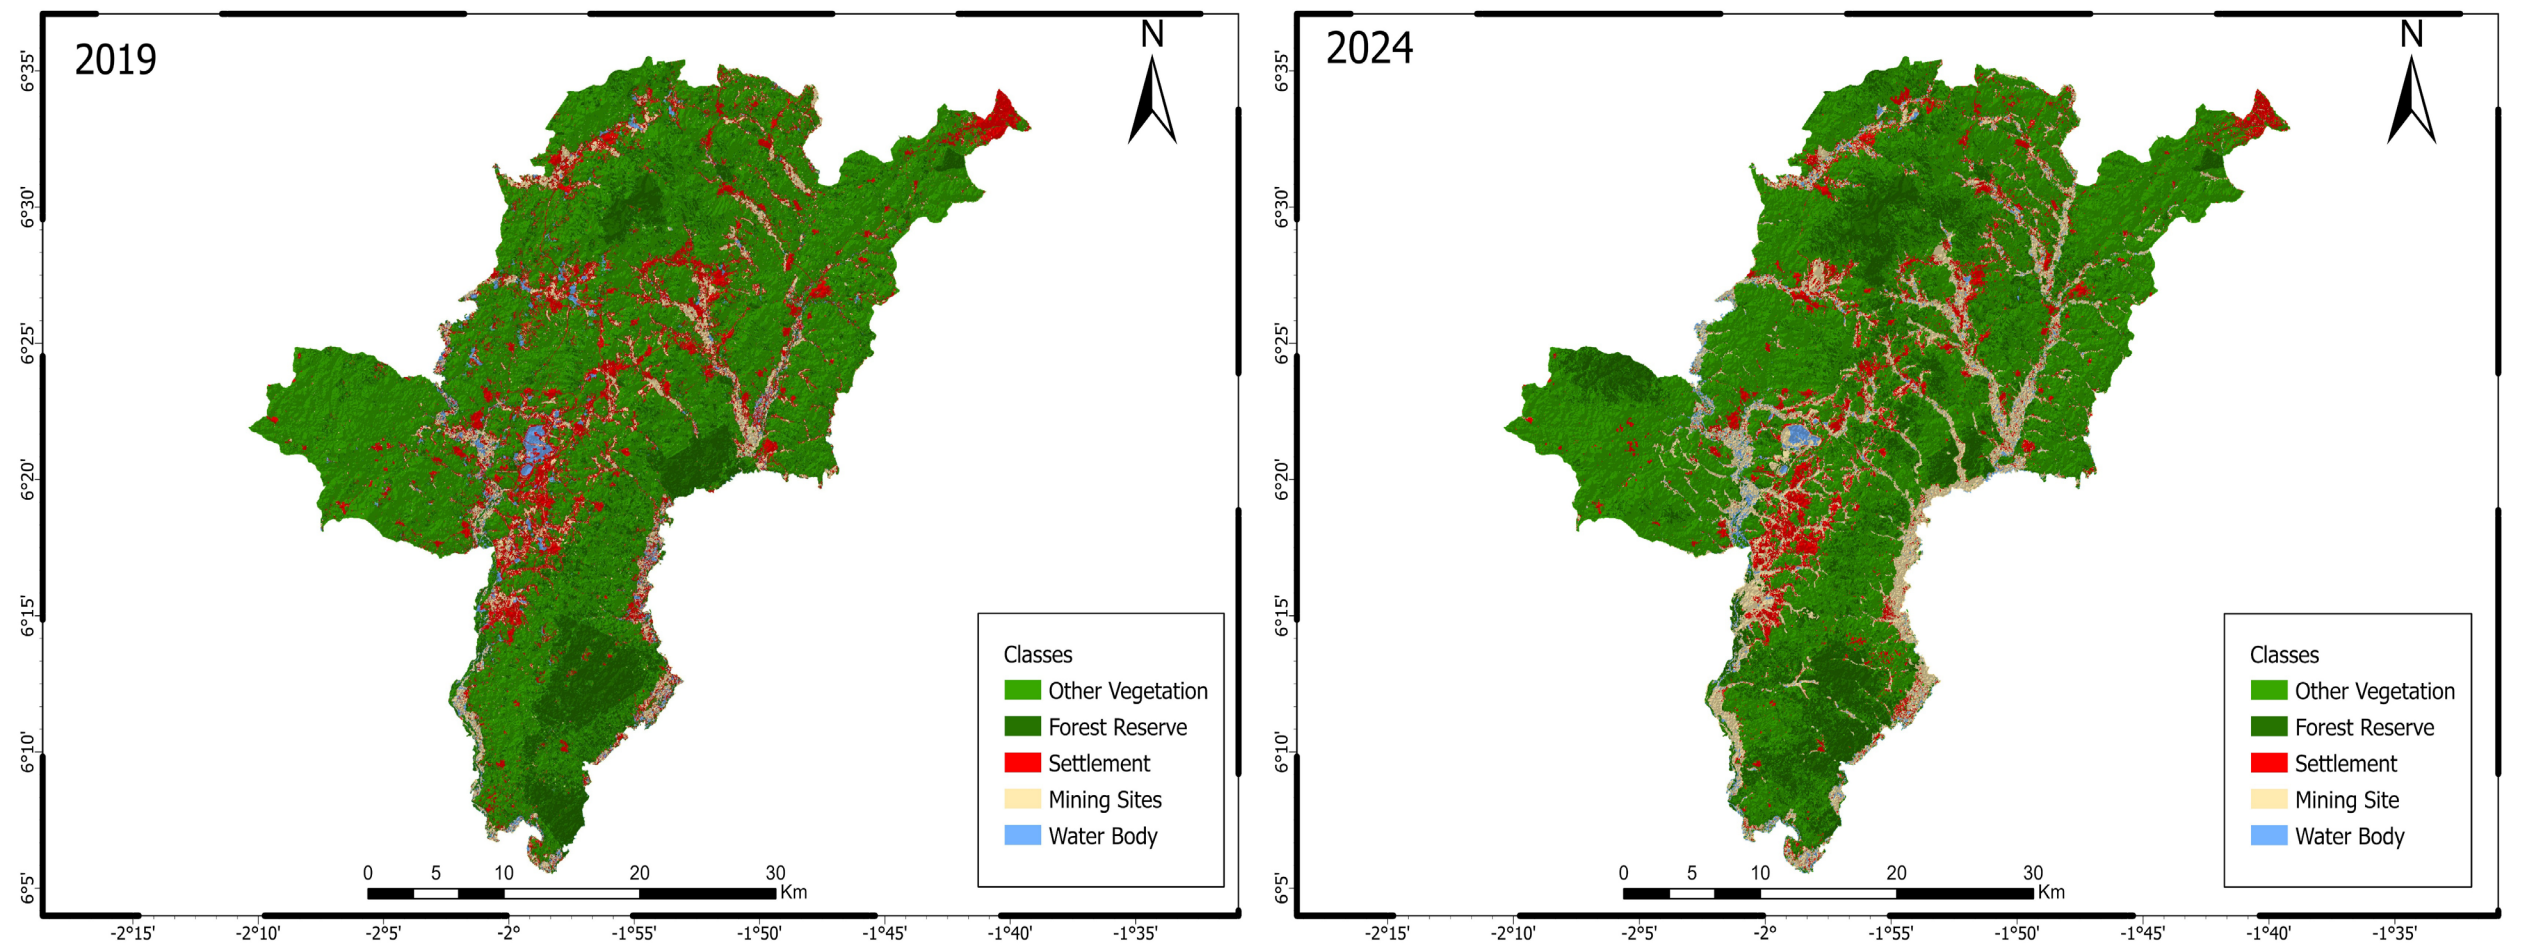 2019
N
6°35'
6°30'
6°25'
6°20'
6°15'
6°10'
6°5'
Classes
Other Vegetation
Forest Reserve
Settlement
Mining Sites
Water Body
0 5 10 20 30
Km
-2°15' -2°10' -2°5' -2° -1°55' -1°50' -1°45' -1°40' -1°35'
2024
N
6°35'
6°30'
6°25'
6°20'
6°15'
6°10'
6°5'
Classes
Other Vegetation
Forest Reserve
Settlement
Mining Site
Water Body
0 5 10 20 30
Km
-2°15' -2°10' -2°5' -2° -1°55' -1°50' -1°45' -1°40' -1°35'